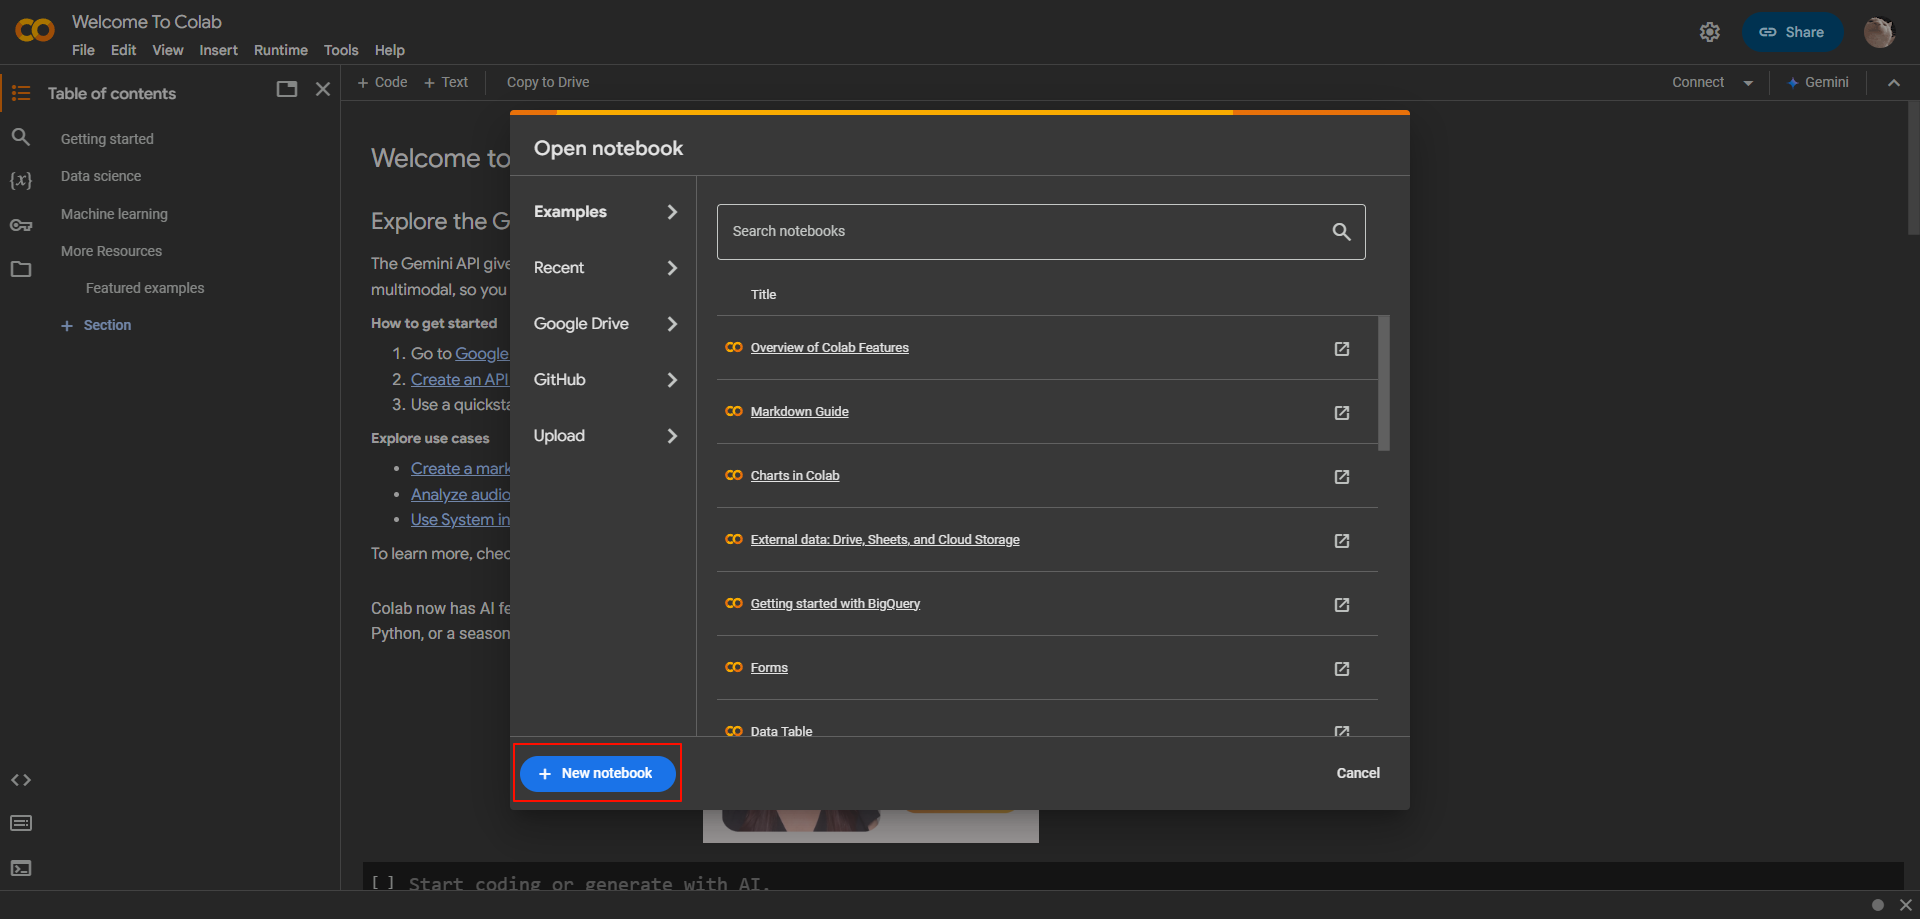 Welcome To Colab
File Edit View Insert Runtime Tools Help
Share
Table of contents
+ Code + Text Copy to Drive
Connect Gemini
Getting started
Data science
Machine learning
More Resources
Featured examples
+ Section
Welcome to
Explore the G
The Gemini API give
multimodal, so you
How to get started
1. Go to Google
2. Create an API
3. Use a quicksta
Explore use cases
• Create a mark
• Analyze audio
• Use System in
To learn more, chec
Colab now has AI fe
Python, or a season
Open notebook
Examples
Recent
Google Drive
GitHub
Upload
Search notebooks
Title
Overview of Colab Features
Markdown Guide
Charts in Colab
External data: Drive, Sheets, and Cloud Storage
Getting started with BigQuery
Forms
Data Table
+ New notebook
Cancel
[ ] Start coding or generate with AI.